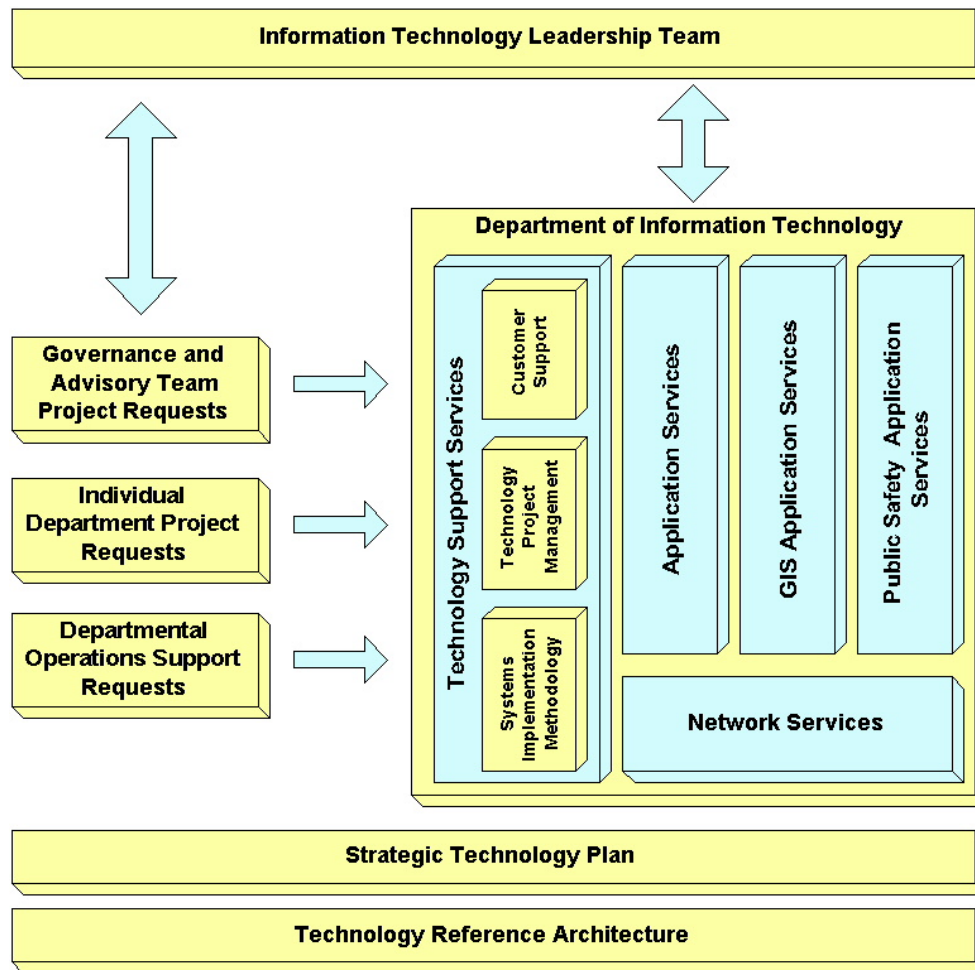 Information Technology Leadership Team
Department of Information Technology
Governance and
Advisory Team
Project Requests
Individual
Department Project
Requests
Departmental
Operations Support
Requests
Technology Support Services
Customer
Support
Technology
Project
Management
Systems
Implementation
Methodology
Application Services
GIS Application Services
Public Safety Application
Services
Network Services
Strategic Technology Plan
Technology Reference Architecture